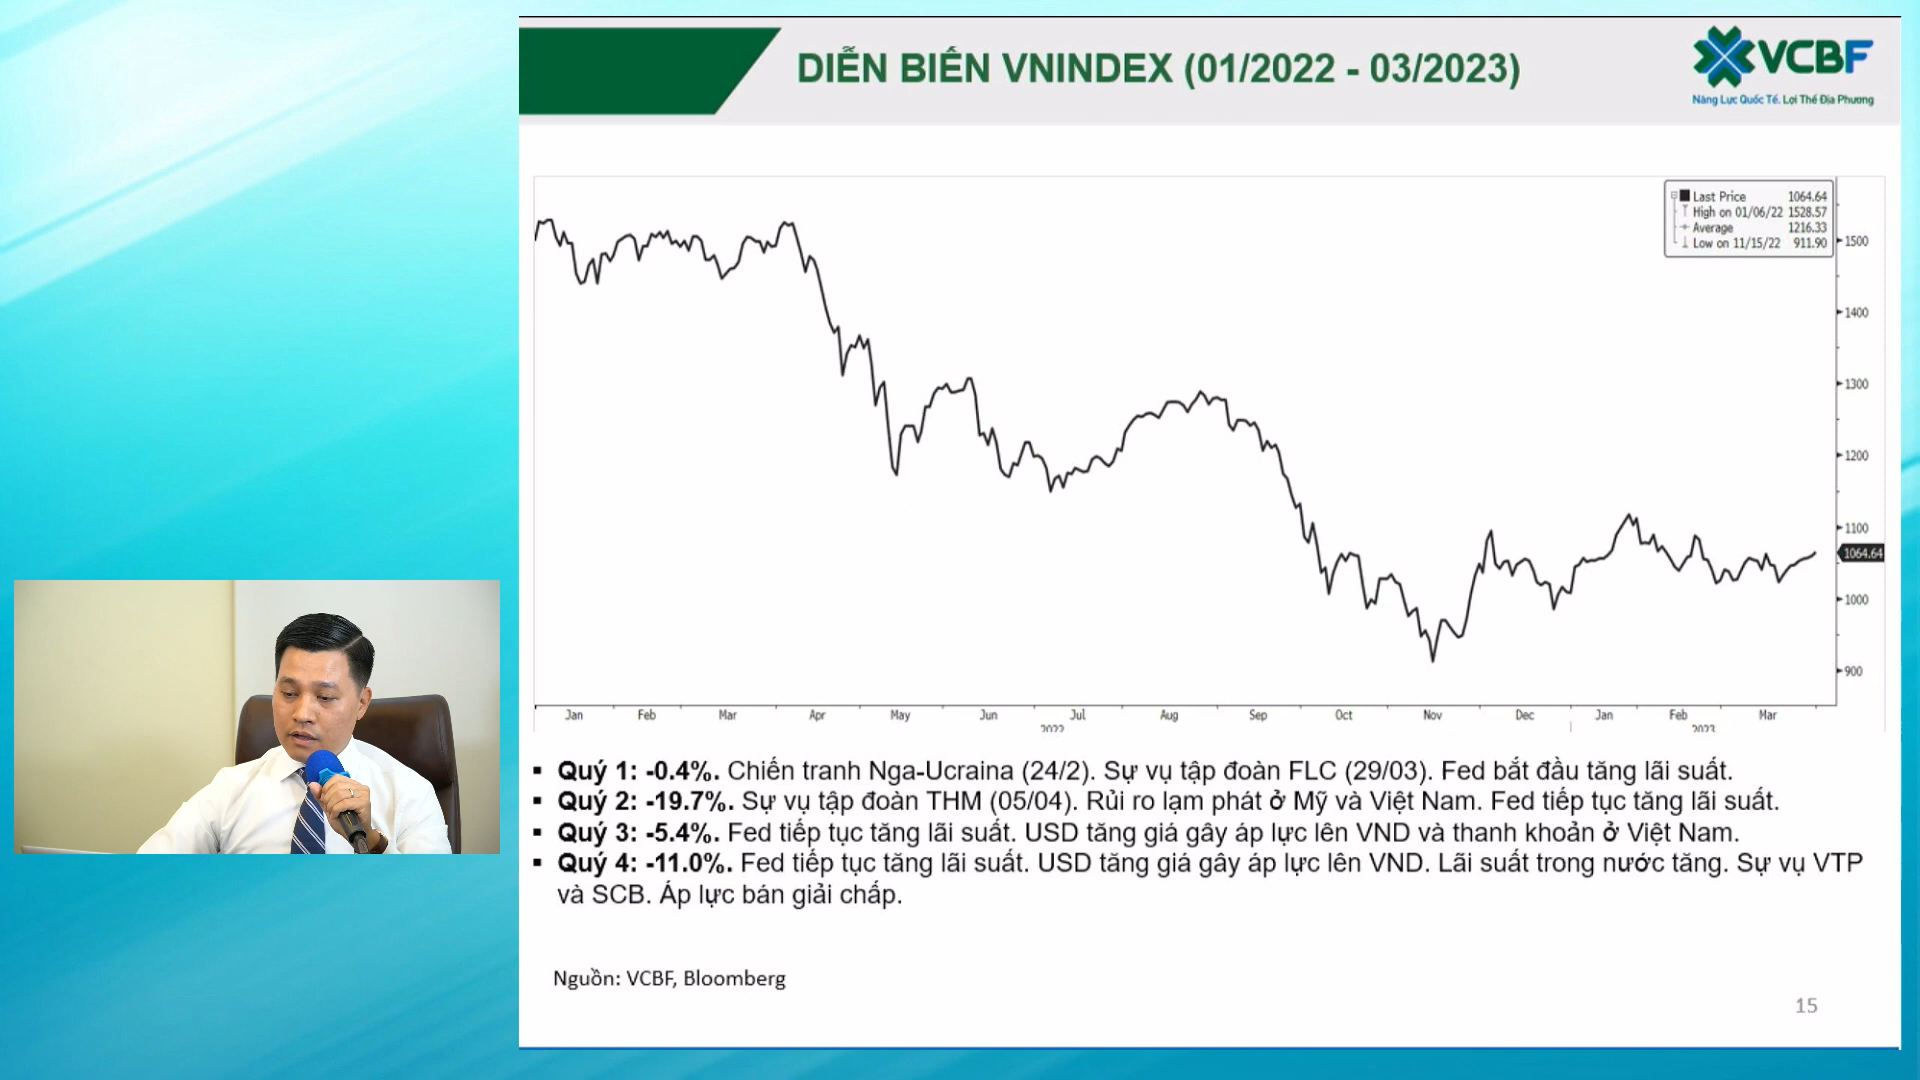 DIỄN BIẾN VNINDEX (01/2022 - 03/2023)
VCBF
Năng Lực Quốc Tế. Lợi Thế Địa Phương
Last Price 1064.64
High on 01/06/22 1528.57
Average 1216.33
Low on 11/15/22 911.90
1500
1400
1300
1200
1100
1064.64
1000
900
Jan Feb Mar Apr May Jun Jul Aug Sep Oct Nov Dec Jan Feb Mar
2022 2023
▪ Quý 1: -0.4%. Chiến tranh Nga-Ucraina (24/2). Sự vụ tập đoàn FLC (29/03). Fed bắt đầu tăng lãi suất.
▪ Quý 2: -19.7%. Sự vụ tập đoàn THM (05/04). Rủi ro lạm phát ở Mỹ và Việt Nam. Fed tiếp tục tăng lãi suất.
▪ Quý 3: -5.4%. Fed tiếp tục tăng lãi suất. USD tăng giá gây áp lực lên VND và thanh khoản ở Việt Nam.
▪ Quý 4: -11.0%. Fed tiếp tục tăng lãi suất. USD tăng giá gây áp lực lên VND. Lãi suất trong nước tăng. Sự vụ VTP
và SCB. Áp lực bán giải chấp.
Nguồn: VCBF, Bloomberg
15